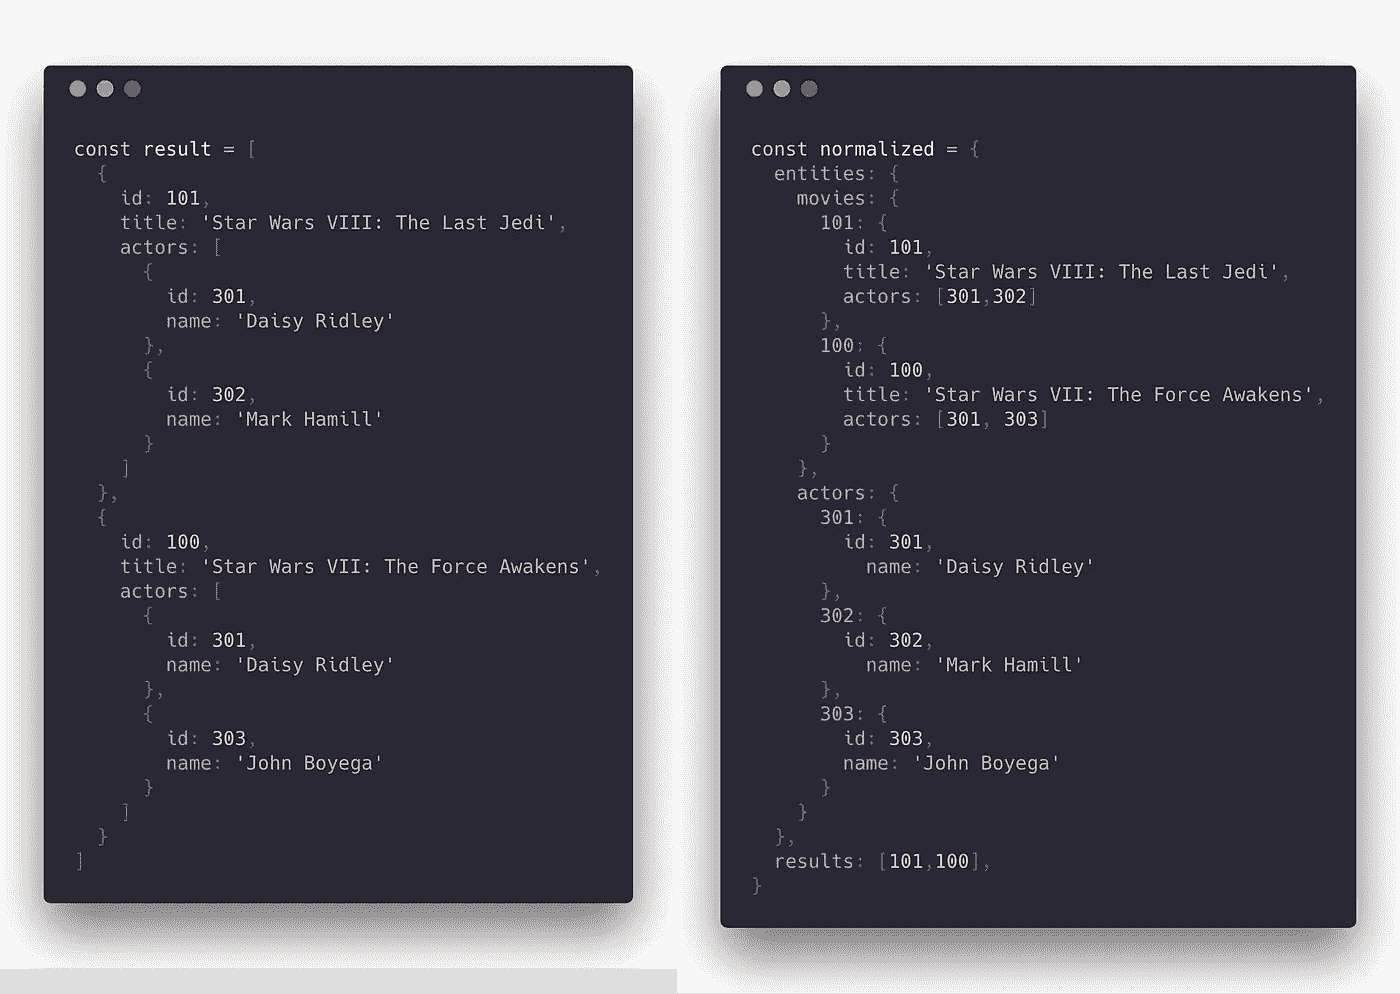 const result = [
  {
    id: 101,
    title: 'Star Wars VIII: The Last Jedi',
    actors: [
      {
        id: 301,
        name: 'Daisy Ridley'
      },
      {
        id: 302,
        name: 'Mark Hamill'
      }
    ]
  },
  {
    id: 100,
    title: 'Star Wars VII: The Force Awakens',
    actors: [
      {
        id: 301,
        name: 'Daisy Ridley'
      },
      {
        id: 303,
        name: 'John Boyega'
      }
    ]
  }
]
const normalized = {
  entities: {
    movies: {
      101: {
        id: 101,
        title: 'Star Wars VIII: The Last Jedi',
        actors: [301,302]
      },
      100: {
        id: 100,
        title: 'Star Wars VII: The Force Awakens',
        actors: [301, 303]
      }
    },
    actors: {
      301: {
        id: 301,
          name: 'Daisy Ridley'
      },
      302: {
        id: 302,
          name: 'Mark Hamill'
      },
      303: {
        id: 303,
        name: 'John Boyega'
      }
    }
  },
  results: [101,100],
}